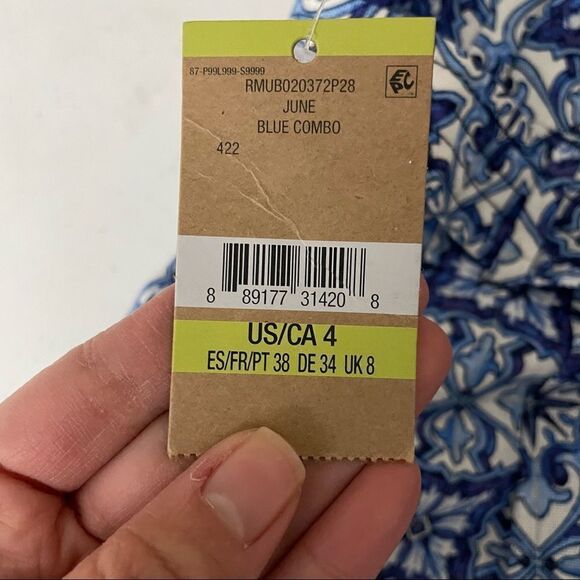 87-P99L999-S9999
RMUB020372P28
EPC
JUNE
BLUE COMBO
422
8 89177 31420 8
US/CA 4
ES/FR/PT 38 DE 34 UK 8